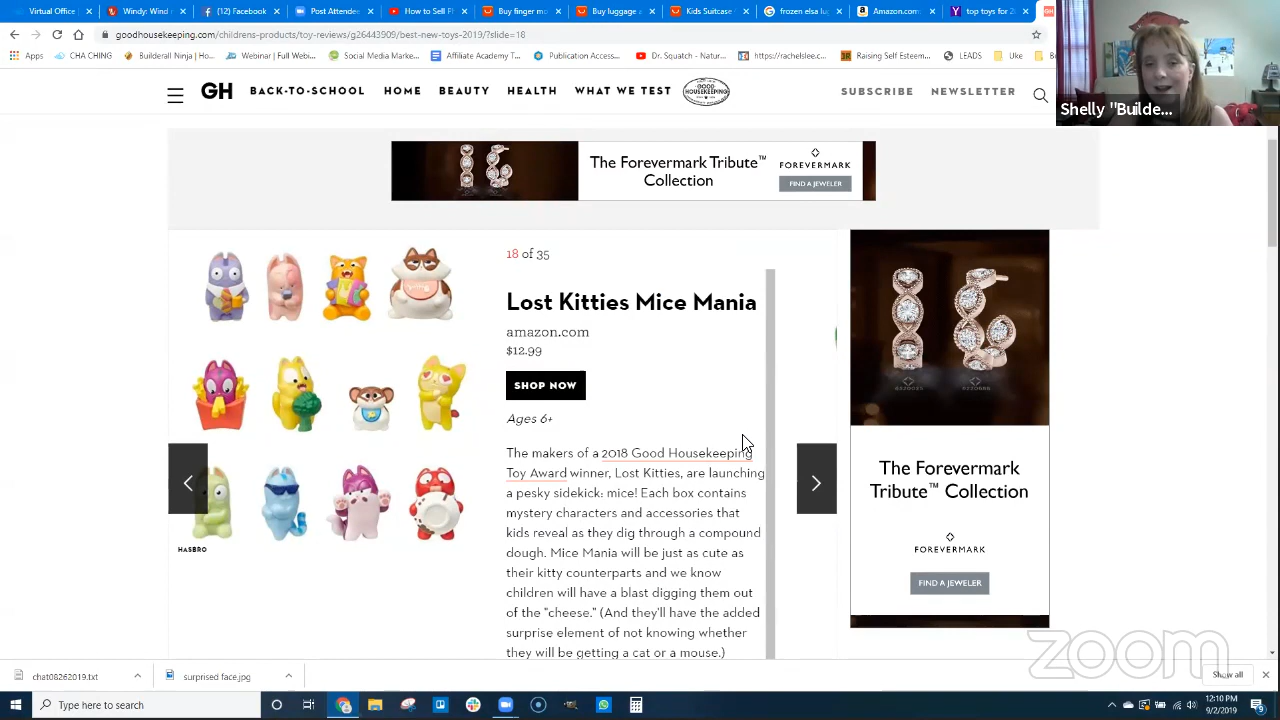 Virtual Office
Windy Wind
(12) Facebook
Post Attendee
How to Sell Pl
Buy luggage
Kids Suitcase
frozen elsa lu
Amazon.com
top toys for 2
goodhousekeeping.com/childrens-products/toy-reviews/g26443909/best-new-toys-2019/?slide=18
Apps
CHA CHING
Builderall Ninja | Ho...
Webinar | Full Web...
Social Media Marke...
Affiliate Academy T...
Publication Access...
Dr. Squatch - Natur...
https://rachelslee.c...
Raising Self Esteem...
LEADS
Uke
GH
BACK-TO-SCHOOL
HOME
BEAUTY
HEALTH
WHAT WE TEST
GOOD HOUSEKEEPING
SUBSCRIBE
NEWSLETTER
Shelly "Builde...
The Forevermark Tribute™
Collection
FOREVERMARK
FIND A JEWELER
18 of 35
Lost Kitties Mice Mania
amazon.com
$12.99
SHOP NOW
Ages 6+
The makers of a 2018 Good Housekeeping
Toy Award winner, Lost Kitties, are launching
a pesky sidekick: mice! Each box contains
mystery characters and accessories that
kids reveal as they dig through a compound
dough. Mice Mania will be just as cute as
their kitty counterparts and we know
children will have a blast digging them out
of the "cheese." (And they'll have the added
surprise element of not knowing whether
they will be getting a cat or a mouse.)
HASBRO
The Forevermark
Tribute™ Collection
FOREVERMARK
FIND A JEWELER
zoom
chat08262019.txt
surprised face.jpg
Show all
Type here to search
12:10 PM
9/2/2019